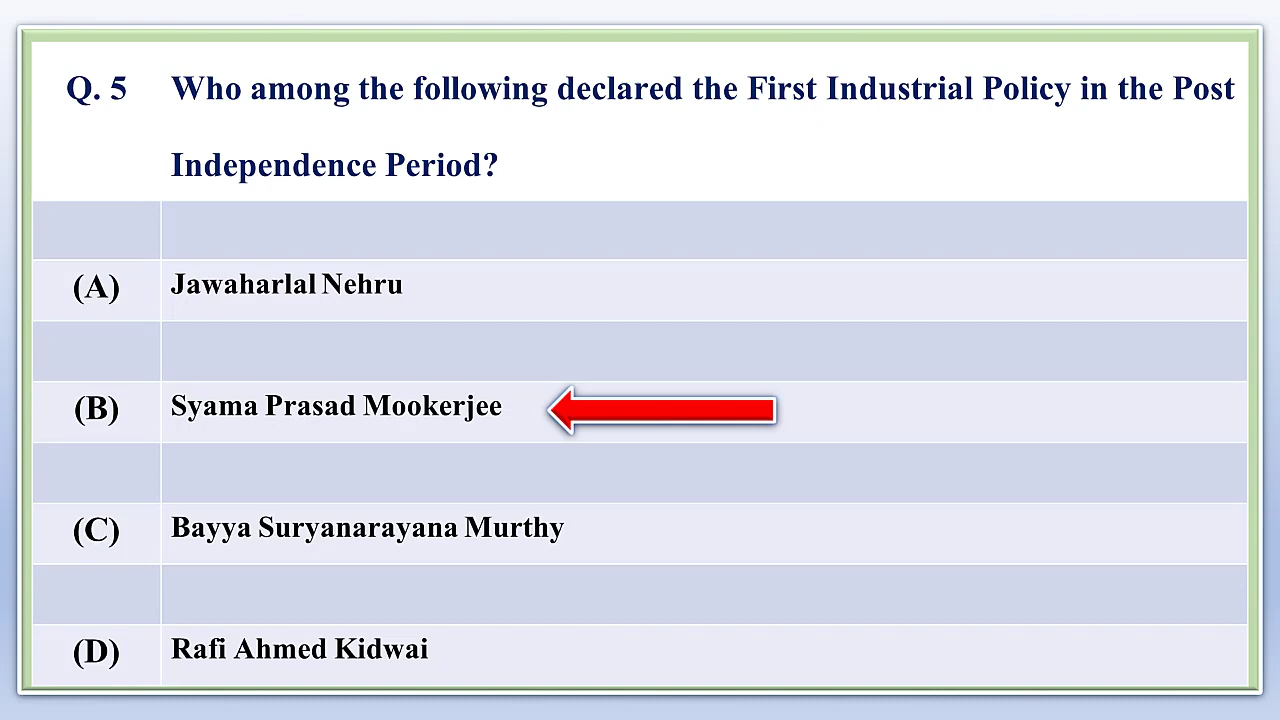 Q. 5 Who among the following declared the First Industrial Policy in the Post
Independence Period?
(A) Jawaharlal Nehru
(B) Syama Prasad Mookerjee
(C) Bayya Suryanarayana Murthy
(D) Rafi Ahmed Kidwai